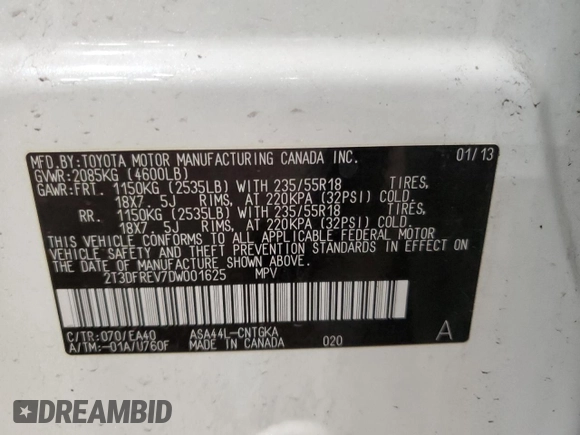 MFD.BY:TOYOTA MOTOR MANUFACTURING CANADA INC. 01/13
GVWR:2085KG (4600LB)
GAWR:FRT. 1150KG (2535LB) WITH 235/55R18 TIRES,
18X7.5J RIMS, AT 220KPA (32PSI) COLD.
RR. 1150KG (2535LB) WITH 235/55R18 TIRES,
18X7.5J RIMS, AT 220KPA (32PSI) COLD.
THIS VEHICLE CONFORMS TO ALL APPLICABLE FEDERAL MOTOR
VEHICLE SAFETY AND THEFT PREVENTION STANDARDS IN EFFECT ON
THE DATE OF MANUFACTURE SHOWN ABOVE.
2T3DFREV7DW001625 MPV
C/TR:070/EA40 ASA44L-CNTGKA
A/TM:-01A/U760F MADE IN CANADA 020 A
DREAMBID